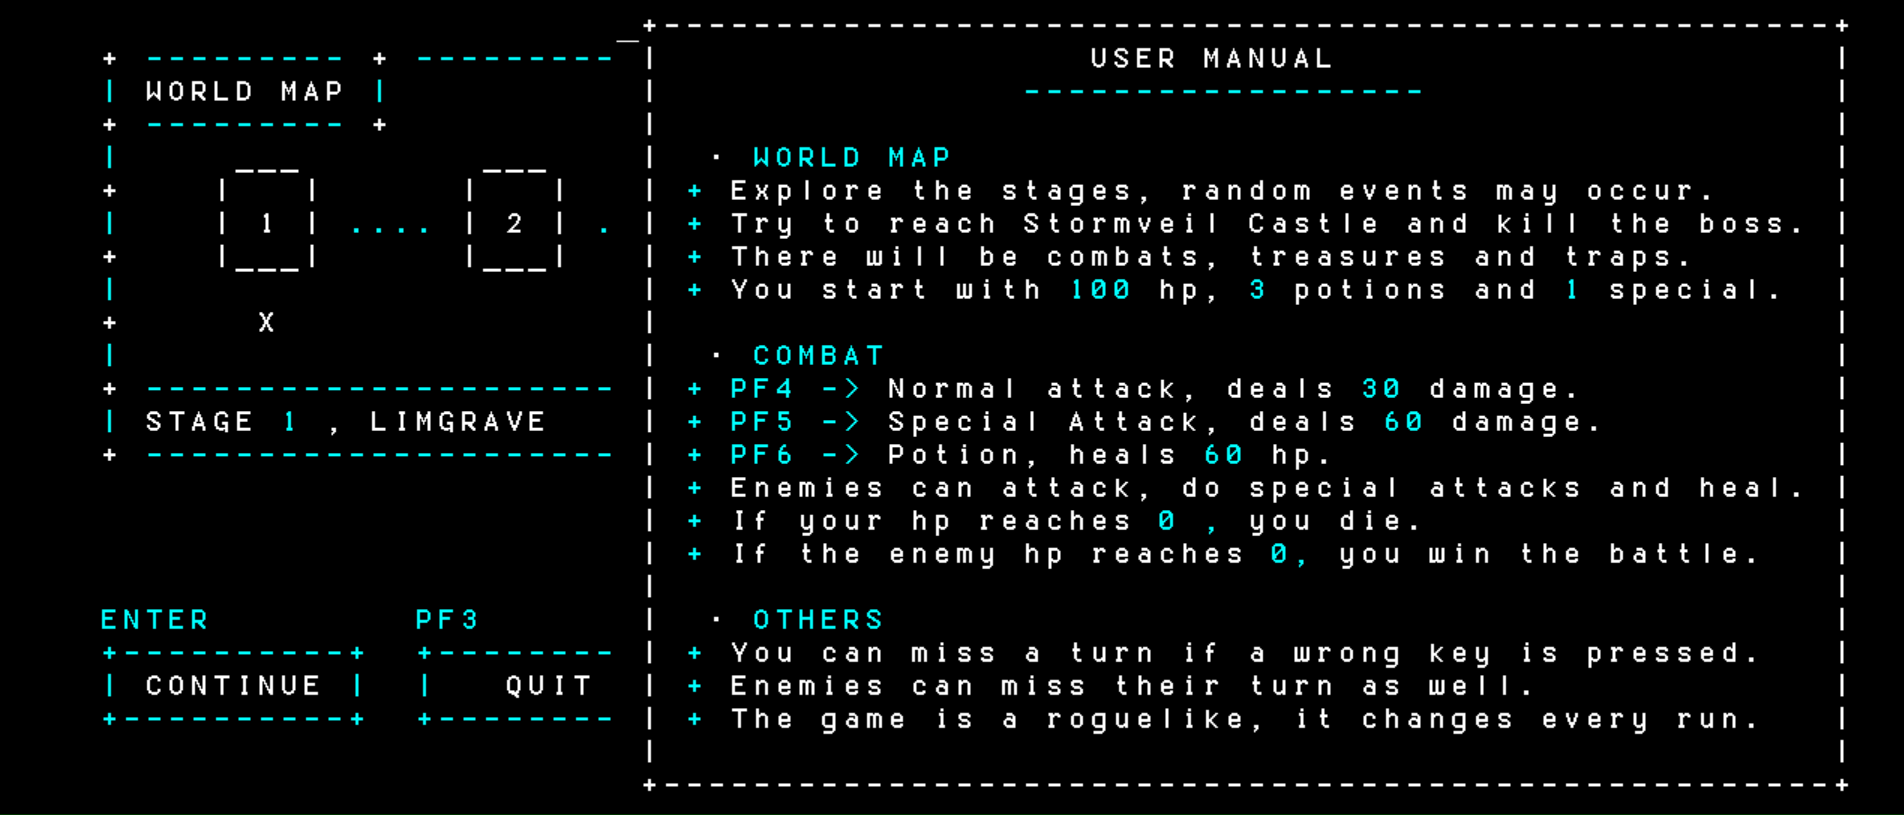 WORLD MAP
1 .... 2 .
X
STAGE 1 , LIMGRAVE
ENTER PF3
CONTINUE QUIT
USER MANUAL
· WORLD MAP
+ Explore the stages, random events may occur.
+ Try to reach Stormveil Castle and kill the boss.
+ There will be combats, treasures and traps.
+ You start with 100 hp, 3 potions and 1 special.
· COMBAT
+ PF4 -> Normal attack, deals 30 damage.
+ PF5 -> Special Attack, deals 60 damage.
+ PF6 -> Potion, heals 60 hp.
+ Enemies can attack, do special attacks and heal.
+ If your hp reaches 0 , you die.
+ If the enemy hp reaches 0, you win the battle.
· OTHERS
+ You can miss a turn if a wrong key is pressed.
+ Enemies can miss their turn as well.
+ The game is a roguelike, it changes every run.